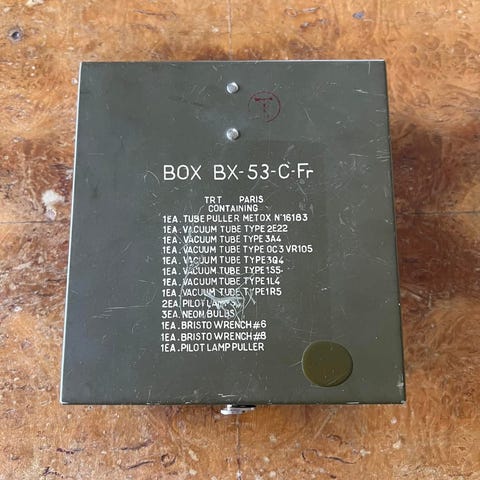 T
BOX BX-53-C-Fr
TRT PARIS
CONTAINING
1EA.TUBE PULLER METOX N°16183
1EA.VACUUM TUBE TYPE 2E22
1EA.VACUUM TUBE TYPE 3A4
1EA.VACUUM TUBE TYPE OC3 VR105
1EA.VACUUM TUBE TYPE 3Q4
1EA.VACUUM TUBE TYPE 1S5
1EA.VACUUM TUBE TYPE 1L4
1EA.VACUUM TUBE TYPE 1R5
2EA.PILOT LAMP
3EA.NEON BULBS
1EA.BRISTO WRENCH #6
1EA.BRISTO WRENCH #8
1EA.PILOT LAMP PULLER